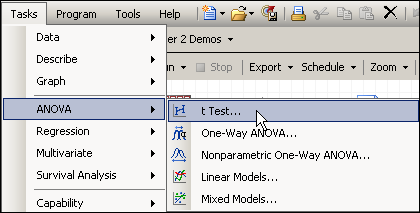 Tasks Program Tools Help
Data
er 2 Demos
Describe
Graph
Export Schedule Zoom
ANOVA
t Test...
Regression
One-Way ANOVA...
Multivariate
Nonparametric One-Way ANOVA...
Survival Analysis
Linear Models...
Capability
Mixed Models...